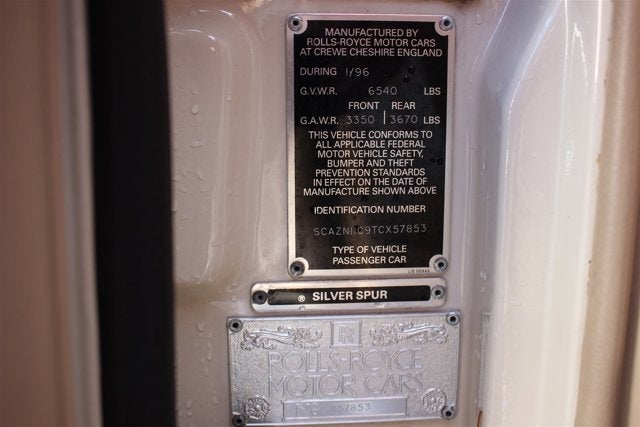 MANUFACTURED BY
ROLLS-ROYCE MOTOR CARS
AT CREWE CHESHIRE ENGLAND
DURING 1/96
G.V.W.R. 6540 LBS
FRONT REAR
G.A.W.R. 3350 3670 LBS
THIS VEHICLE CONFORMS TO
ALL APPLICABLE FEDERAL
MOTOR VEHICLE SAFETY,
BUMPER AND THEFT
PREVENTION STANDARDS
IN EFFECT ON THE DATE OF
MANUFACTURE SHOWN ABOVE
IDENTIFICATION NUMBER
TYPE OF VEHICLE
PASSENGER CAR
® SILVER SPUR
RR
ROLLS-ROYCE
MOTOR CARS